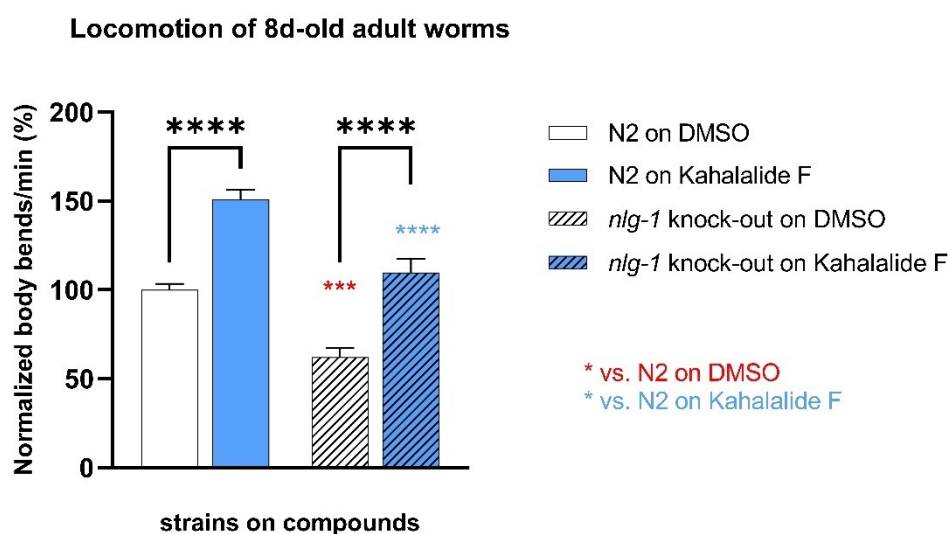 Locomotion of 8d-old adult worms
Normalized body bends/min (%)
200
150
100
50
0
****
****
***
****
strains on compounds
N2 on DMSO
N2 on Kahalalide F
nlg-1 knock-out on DMSO
nlg-1 knock-out on Kahalalide F
* vs. N2 on DMSO
* vs. N2 on Kahalalide F